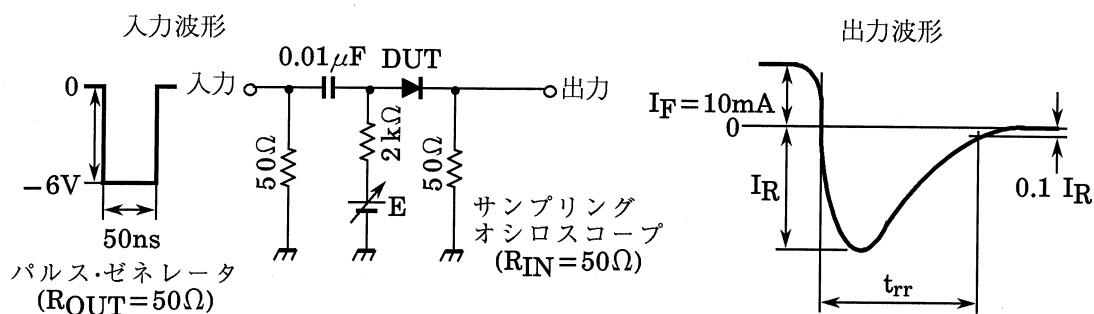 入力波形
0
−6V
50ns
パルス・ゼネレータ
(ROUT=50Ω)
入力
0.01μF
DUT
出力
50Ω
2kΩ
E
50Ω
サンプリング
オシロスコープ
(RIN=50Ω)
出力波形
IF=10mA
0
IR
0.1 IR
trr